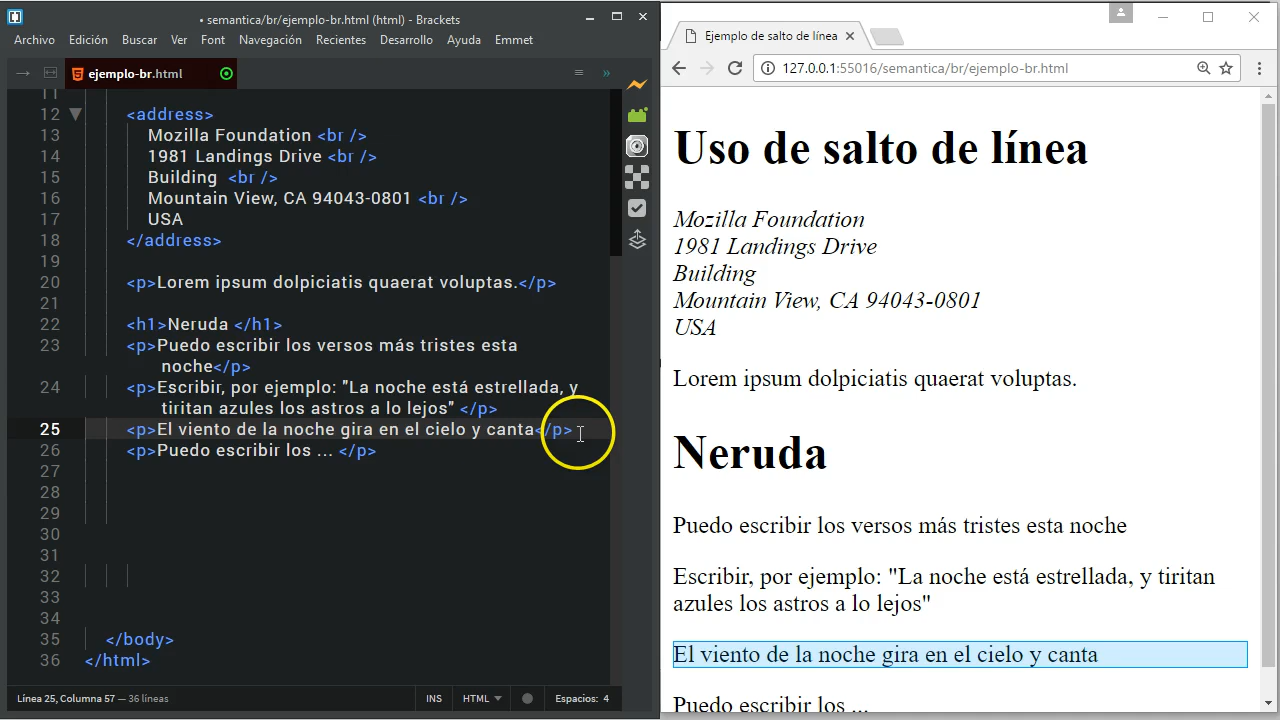 • semantica/br/ejemplo-br.html (html) - Brackets
Archivo Edición Buscar Ver Font Navegación Recientes Desarrollo Ayuda Emmet
ejemplo-br.html
11
12 <address>
13 Mozilla Foundation <br />
14 1981 Landings Drive <br />
15 Building <br />
16 Mountain View, CA 94043-0801 <br />
17 USA
18 </address>
19
20 <p>Lorem ipsum dolpiciatis quaerat voluptas.</p>
21
22 <h1>Neruda </h1>
23 <p>Puedo escribir los versos más tristes esta
noche</p>
24 <p>Escribir, por ejemplo: "La noche está estrellada, y
tiritan azules los astros a lo lejos" </p>
25 <p>El viento de la noche gira en el cielo y canta</p>
26 <p>Puedo escribir los ... </p>
27
28
29
30
31
32
33
34
35 </body>
36 </html>
Línea 25, Columna 57 — 36 líneas
INS HTML Espacios: 4
Ejemplo de salto de línea
127.0.0.1:55016/semantica/br/ejemplo-br.html
Uso de salto de línea
Mozilla Foundation
1981 Landings Drive
Building
Mountain View, CA 94043-0801
USA
Lorem ipsum dolpiciatis quaerat voluptas.
Neruda
Puedo escribir los versos más tristes esta noche
Escribir, por ejemplo: "La noche está estrellada, y tiritan
azules los astros a lo lejos"
El viento de la noche gira en el cielo y canta
Puedo escribir los ...